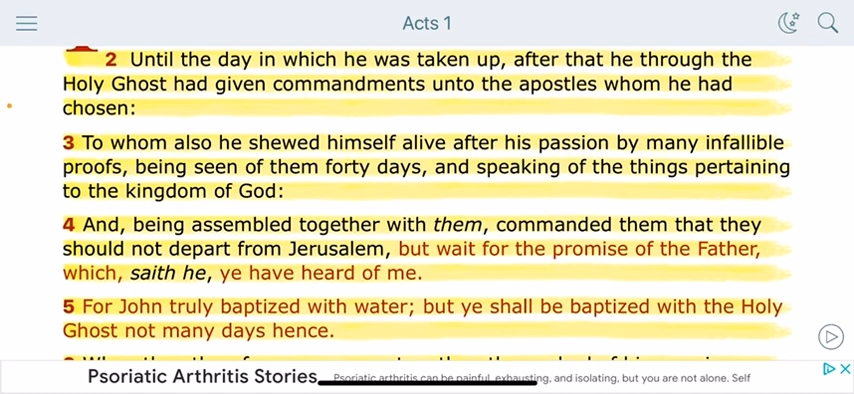 Acts 1
2 Until the day in which he was taken up, after that he through the
Holy Ghost had given commandments unto the apostles whom he had
chosen:
3 To whom also he shewed himself alive after his passion by many infallible
proofs, being seen of them forty days, and speaking of the things pertaining
to the kingdom of God:
4 And, being assembled together with them, commanded them that they
should not depart from Jerusalem, but wait for the promise of the Father,
which, saith he, ye have heard of me.
5 For John truly baptized with water; but ye shall be baptized with the Holy
Ghost not many days hence.
Psoriatic Arthritis Stories
Psoriatic arthritis can be painful, exhausting, and isolating, but you are not alone. Self